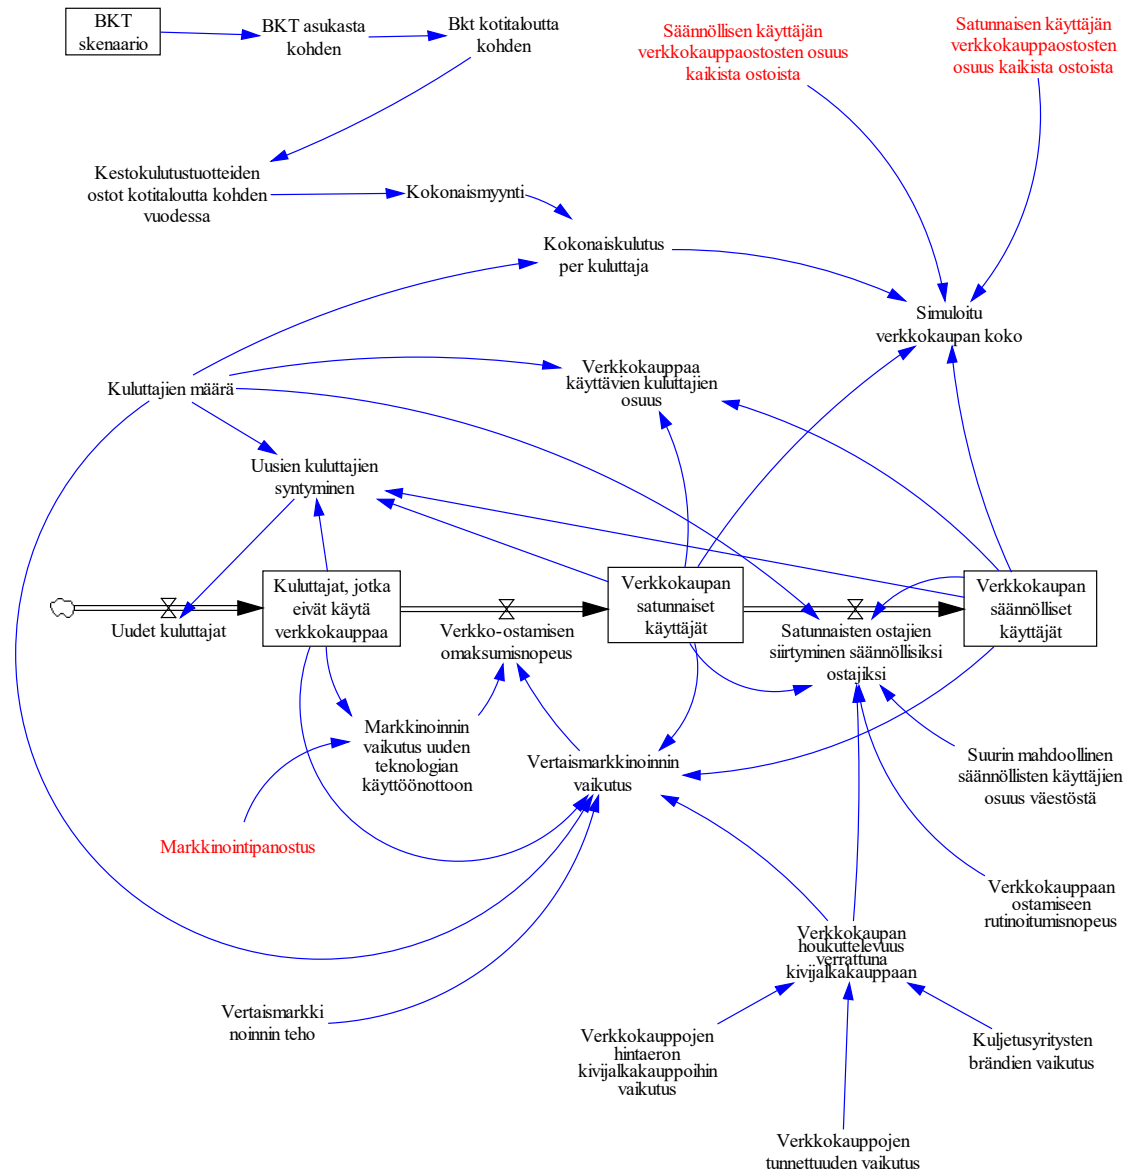 BKT
skenaario
BKT asukasta
kohden
Bkt kotitaloutta
kohden
Säännöllisen käyttäjän
verkkokauppaostosten osuus
kaikista ostoista
Satunnaisen käyttäjän
verkkokauppaostosten
osuus kaikista ostoista
Kestokulutustuotteiden
ostot kotitaloutta kohden
vuodessa
Kokonaismyynti
Kokonaiskulutus
per kuluttaja
Simuloitu
verkkokaupan koko
Kuluttajien määrä
Verkkokauppaa
käyttävien kuluttajien
osuus
Uusien kuluttajien
syntyminen
Uudet kuluttajat
Kuluttajat, jotka
eivät käytä
verkkokauppaa
Verkko-ostamisen
omaksumisnopeus
Verkkokaupan
satunnaiset
käyttäjät
Satunnaisten ostajien
siirtyminen säännöllisiksi
ostajiksi
Verkkokaupan
säännölliset
käyttäjät
Markkinoinnin
vaikutus uuden
teknologian
käyttöönottoon
Vertaismarkkinoinnin
vaikutus
Suurin mahdoollinen
säännöllisten käyttäjien
osuus väestöstä
Markkinointipanostus
Verkkokauppaan
ostamiseen
rutinoitumisnopeus
Verkkokaupan
houkuttelevuus
verrattuna
kivijalkakauppaan
Vertaismarkki
noinnin teho
Verkkokauppojen
hintaeron
kivijalkakauppoihin
vaikutus
Kuljetusyritysten
brändien vaikutus
Verkkokauppojen
tunnettuuden vaikutus